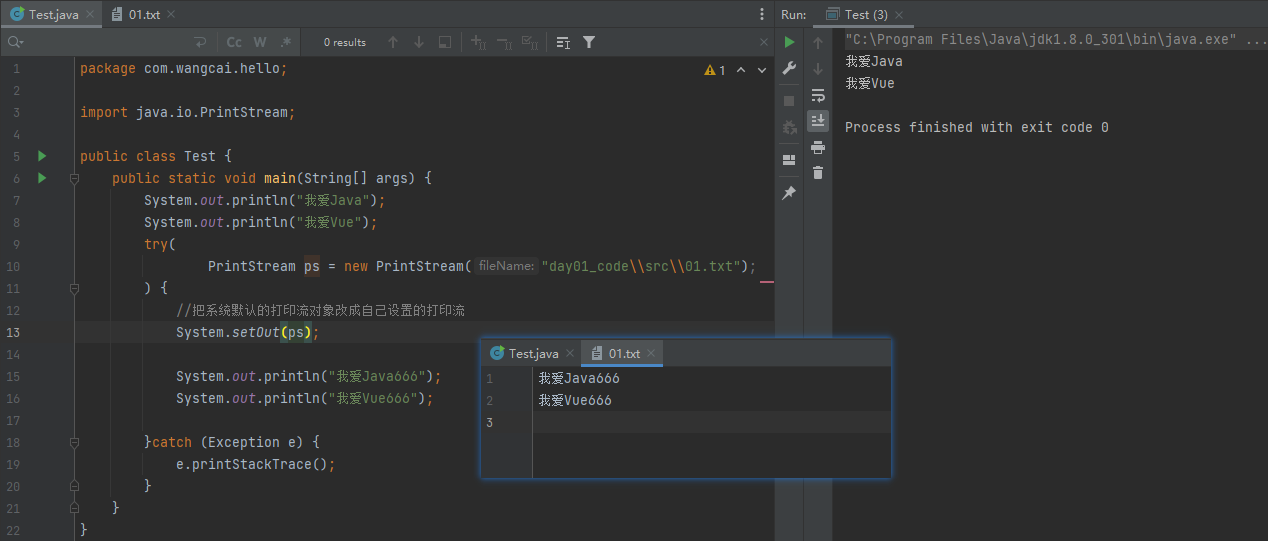 Test.java 01.txt
Cc W .* 0 results
1 package com.wangcai.hello;
2
3 import java.io.PrintStream;
4
5 public class Test {
6 public static void main(String[] args) {
7 System.out.println("我爱Java");
8 System.out.println("我爱Vue");
9 try(
10 PrintStream ps = new PrintStream( fileName: "day01_code\\src\\01.txt");
11 ) {
12 //把系统默认的打印流对象改成自己设置的打印流
13 System.setOut(ps);
14
15 System.out.println("我爱Java666");
16 System.out.println("我爱Vue666");
17
18 }catch (Exception e) {
19 e.printStackTrace();
20 }
21 }
22 }
1
Test.java 01.txt
1 我爱Java666
2 我爱Vue666
3
Run: Test (3)
"C:\Program Files\Java\jdk1.8.0_301\bin\java.exe" ...
我爱Java
我爱Vue
Process finished with exit code 0